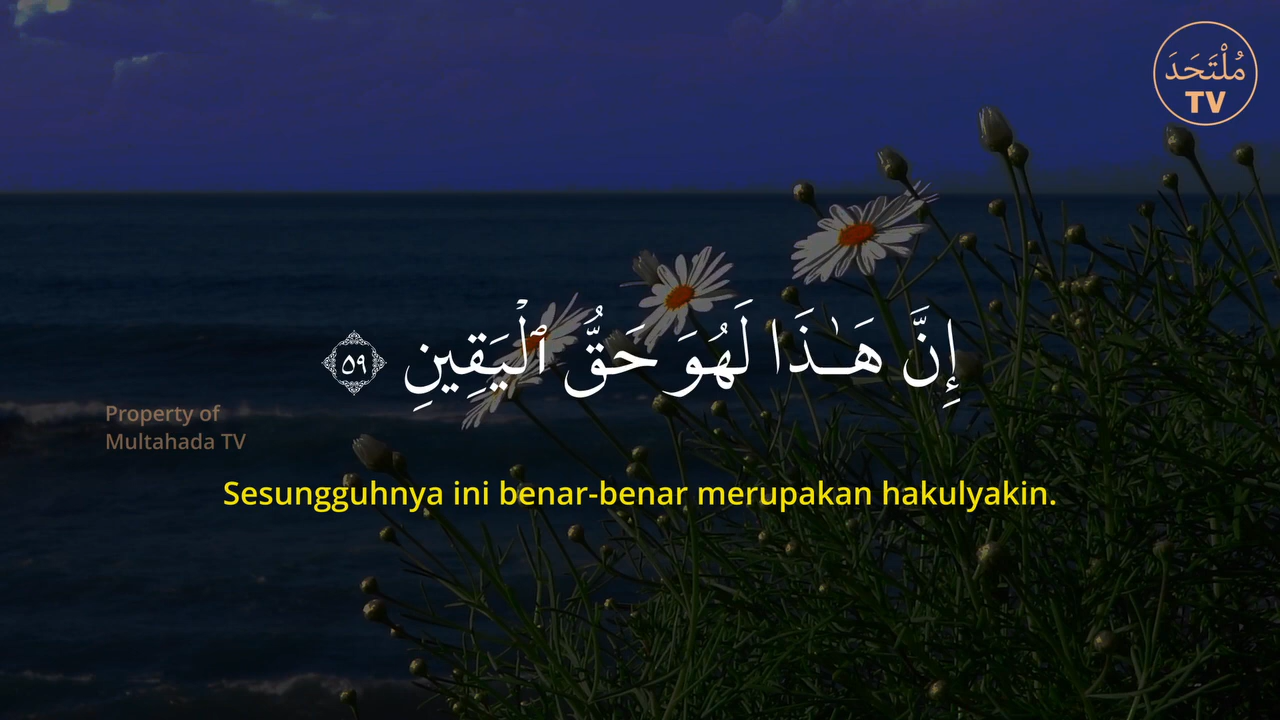 مُلْتَحَدَ
TV
إِنَّ هَـٰذَا لَهُوَ حَقُّ ٱلْيَقِينِ ٥٩
Property of
Multahada TV
Sesungguhnya ini benar-benar merupakan hakulyakin.